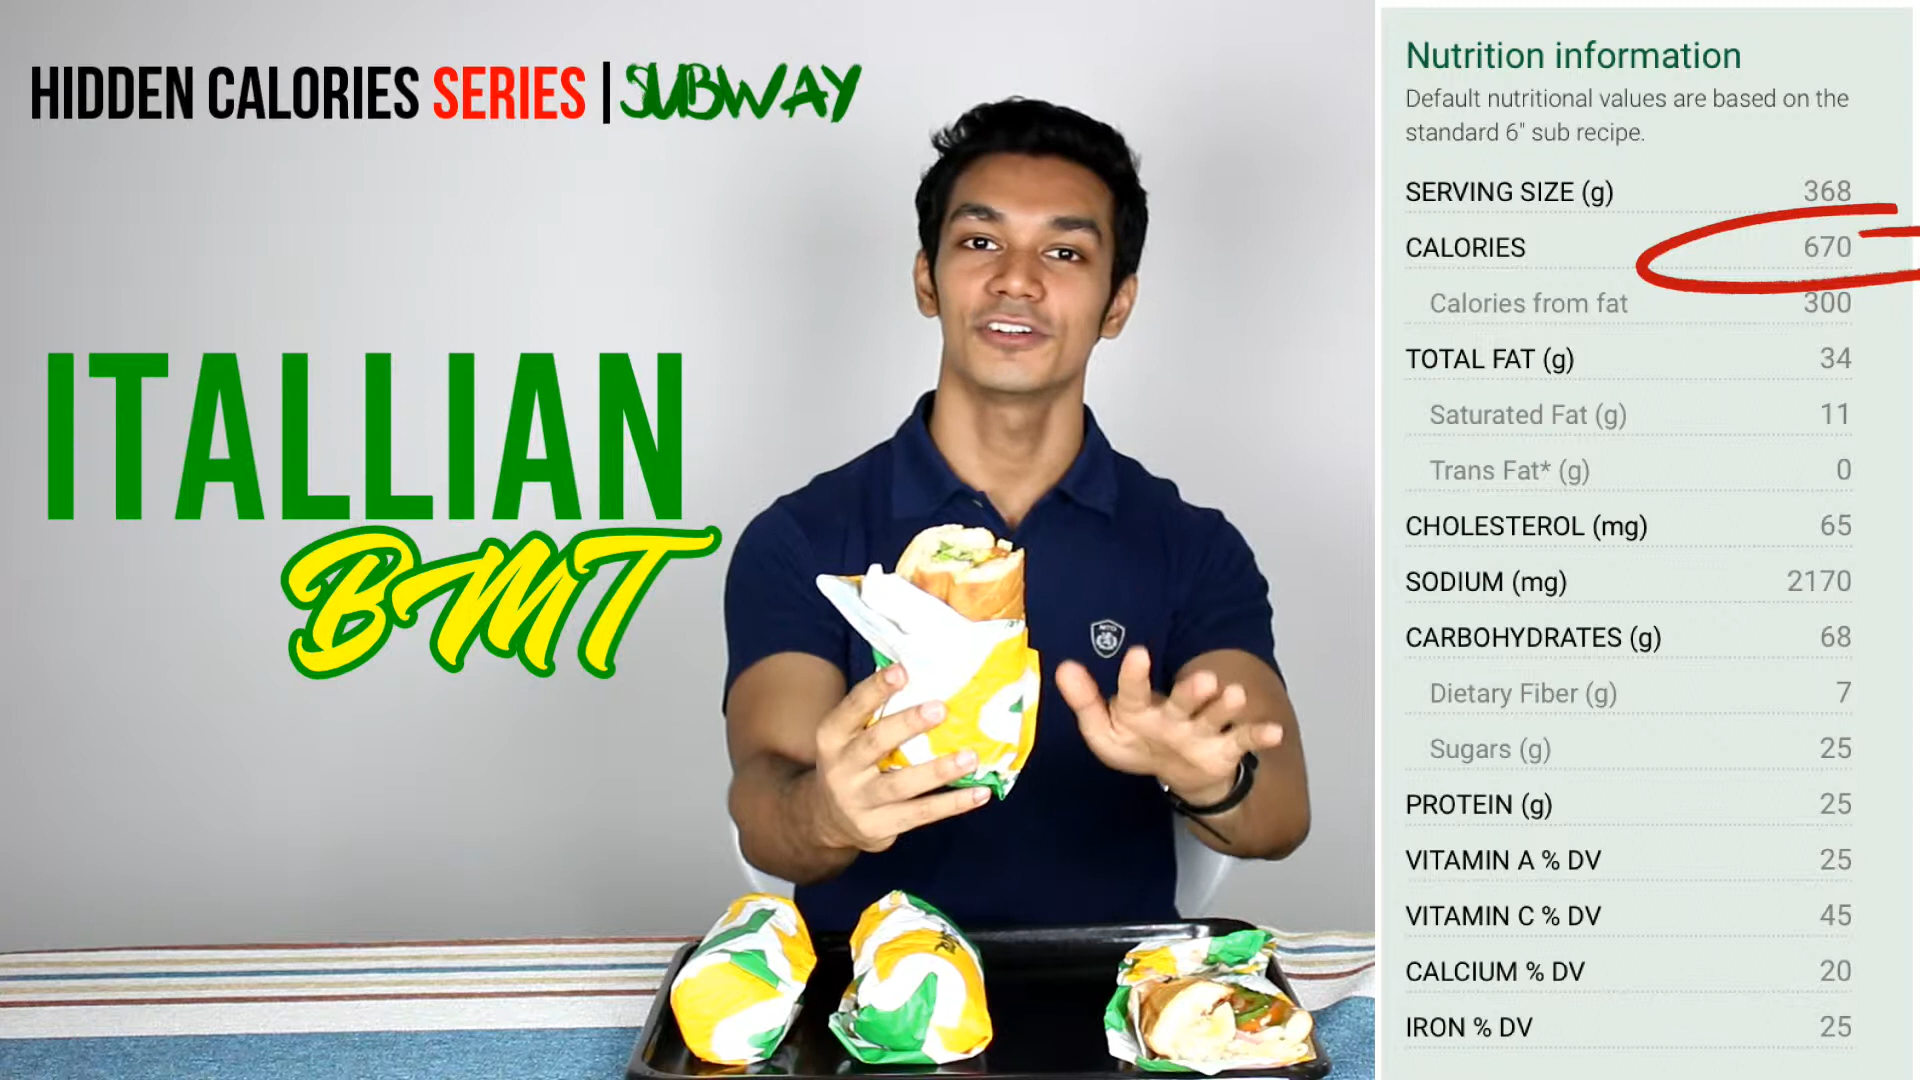 HIDDEN CALORIES SERIES | SUBWAY
ITALLIAN
BMT
Nutrition information
Default nutritional values are based on the
standard 6" sub recipe.
SERVING SIZE (g) 368
CALORIES 670
Calories from fat 300
TOTAL FAT (g) 34
Saturated Fat (g) 11
Trans Fat* (g) 0
CHOLESTEROL (mg) 65
SODIUM (mg) 2170
CARBOHYDRATES (g) 68
Dietary Fiber (g) 7
Sugars (g) 25
PROTEIN (g) 25
VITAMIN A % DV 25
VITAMIN C % DV 45
CALCIUM % DV 20
IRON % DV 25